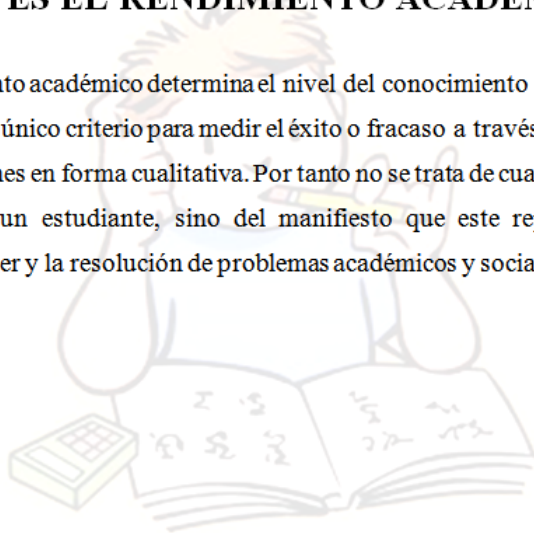 ES EL RENDIMIENTO ACADÉM
nto académico determina el nivel del conocimiento
único criterio para medir el éxito o fracaso a través
nes en forma cualitativa. Por tanto no se trata de cua
un estudiante, sino del manifiesto que este re
er y la resolución de problemas académicos y socia